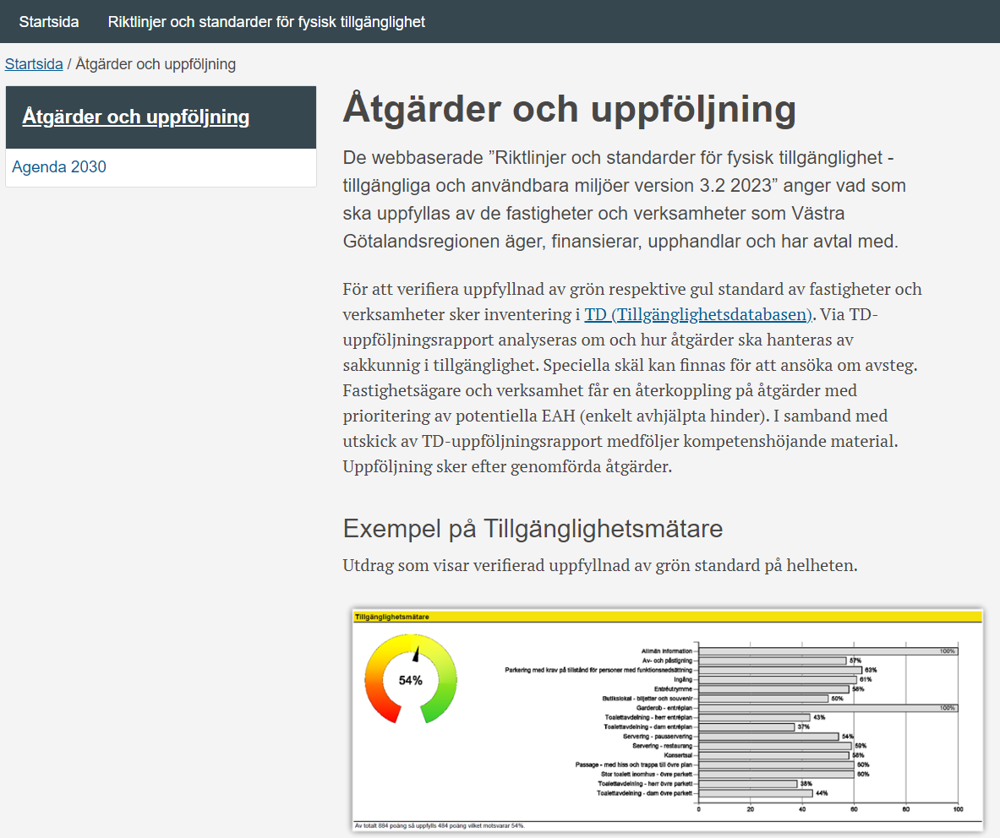 Startsida Riktlinjer och standarder för fysisk tillgänglighet
Startsida / Åtgärder och uppföljning
Åtgärder och uppföljning
Agenda 2030
Åtgärder och uppföljning
De webbaserade ”Riktlinjer och standarder för fysisk tillgänglighet -
tillgängliga och användbara miljöer version 3.2 2023” anger vad som
ska uppfyllas av de fastigheter och verksamheter som Västra
Götalandsregionen äger, finansierar, upphandlar och har avtal med.
För att verifiera uppfyllnad av grön respektive gul standard av fastigheter och
verksamheter sker inventering i TD (Tillgänglighetsdatabasen). Via TD-
uppföljningsrapport analyseras om och hur åtgärder ska hanteras av
sakkunnig i tillgänglighet. Speciella skäl kan finnas för att ansöka om avsteg.
Fastighetsägare och verksamhet får en återkoppling på åtgärder med
prioritering av potentiella EAH (enkelt avhjälpta hinder). I samband med
utskick av TD-uppföljningsrapport medföljer kompetenshöjande material.
Uppföljning sker efter genomförda åtgärder.
Exempel på Tillgänglighetsmätare
Utdrag som visar verifierad uppfyllnad av grön standard på helheten.
Tillgänglighetsmätare
54%
Allmän information 100%
Av- och påstigning 57%
Parkering med krav på tillstånd för personer med funktionsnedsättning 63%
Ingång 61%
Entréutrymme 58%
Butikslokal - biljetter och souvenir 50%
Garderob - entréplan 100%
Toalettavdelning - herr entréplan 43%
Toalettavdelning - dam entréplan 37%
Servering - pausservering 54%
Servering - restaurang 59%
Konsertsal 58%
Passage - med hiss och trappa till övre plan 60%
Stor toalett inomhus - övre parkett 60%
Toalettavdelning - herr övre parkett 38%
Toalettavdelning - dam övre parkett 44%
0 20 40 60 80 100
Av totalt 884 poäng så uppfylls 484 poäng vilket motsvarar 54%.